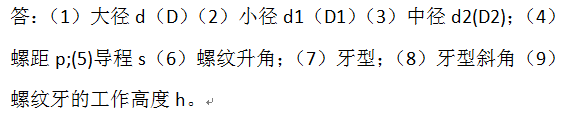 答：（1）大径 d（D）（2）小径 d1（D1）（3）中径 d2(D2);（4）
螺距 p;(5)导程 s（6）螺纹升角；（7）牙型；（8）牙型斜角（9）
螺纹牙的工作高度 h。